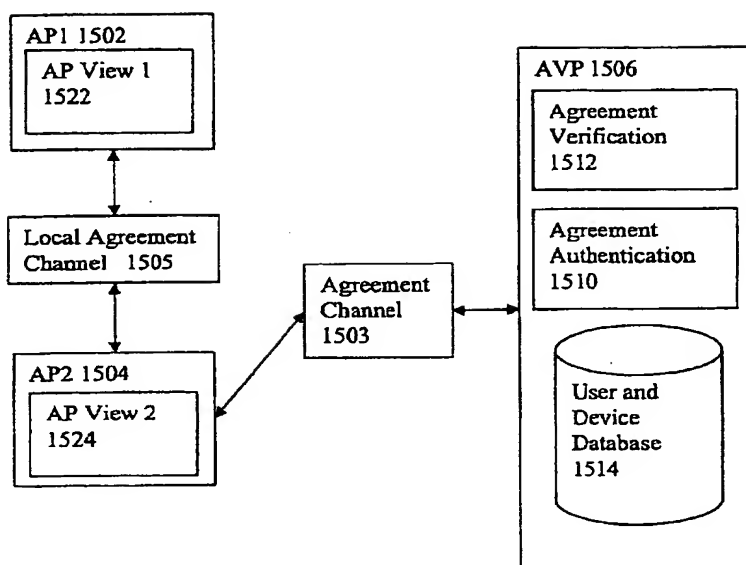 AP1 1502
AP View 1
1522
Local Agreement
Channel 1505
AP2 1504
AP View 2
1524
Agreement
Channel
1503
AVP 1506
Agreement
Verification
1512
Agreement
Authentication
1510
User and
Device
Database
1514